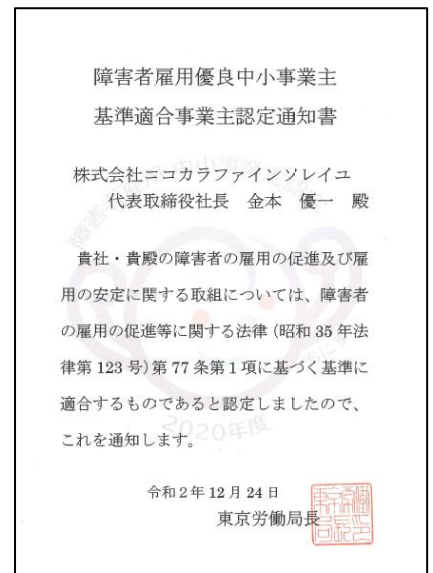 障害者雇用優良中小事業主
基準適合事業主認定通知書
株式会社ココカラファインソレイユ
代表取締役社長　金本　優一　殿
貴社・貴殿の障害者の雇用の促進及び雇
用の安定に関する取組については、障害者
の雇用の促進等に関する法律（昭和35年法
律第123号）第77条第1項に基づく基準に
適合するものであると認定しましたので、
これを通知します。
2020年度
令和2年12月24日
東京労働局長